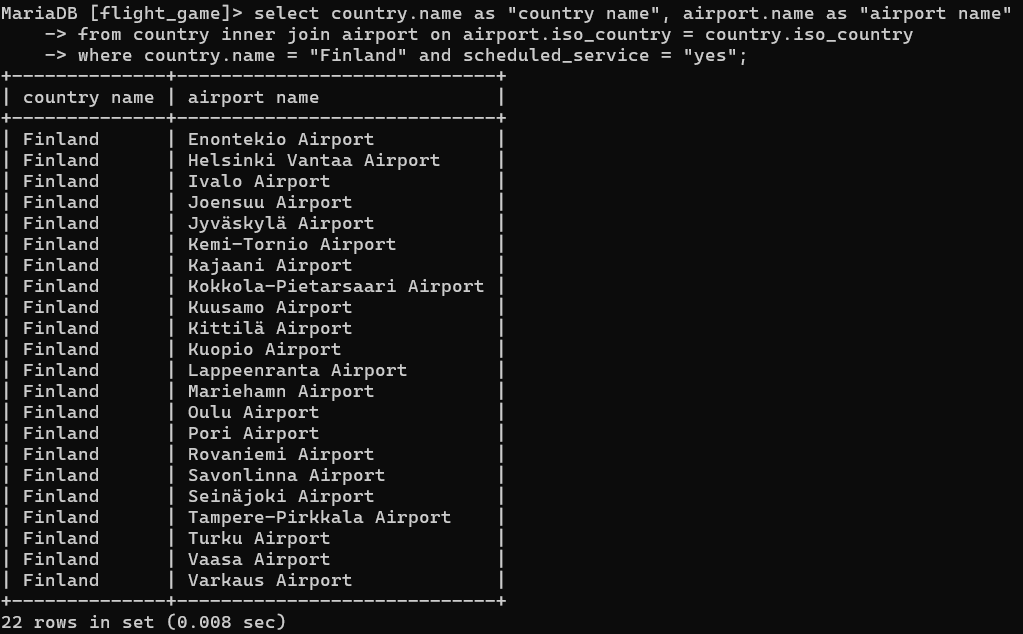 MariaDB [flight_game]> select country.name as "country name", airport.name as "airport name"
    -> from country inner join airport on airport.iso_country = country.iso_country
    -> where country.name = "Finland" and scheduled_service = "yes";
+--------------+-----------------------------+
| country name | airport name                |
+--------------+-----------------------------+
| Finland      | Enontekio Airport           |
| Finland      | Helsinki Vantaa Airport     |
| Finland      | Ivalo Airport               |
| Finland      | Joensuu Airport             |
| Finland      | Jyväskylä Airport           |
| Finland      | Kemi-Tornio Airport         |
| Finland      | Kajaani Airport             |
| Finland      | Kokkola-Pietarsaari Airport |
| Finland      | Kuusamo Airport             |
| Finland      | Kittilä Airport             |
| Finland      | Kuopio Airport              |
| Finland      | Lappeenranta Airport        |
| Finland      | Mariehamn Airport           |
| Finland      | Oulu Airport                |
| Finland      | Pori Airport                |
| Finland      | Rovaniemi Airport           |
| Finland      | Savonlinna Airport          |
| Finland      | Seinäjoki Airport           |
| Finland      | Tampere-Pirkkala Airport    |
| Finland      | Turku Airport               |
| Finland      | Vaasa Airport               |
| Finland      | Varkaus Airport             |
+--------------+-----------------------------+
22 rows in set (0.008 sec)